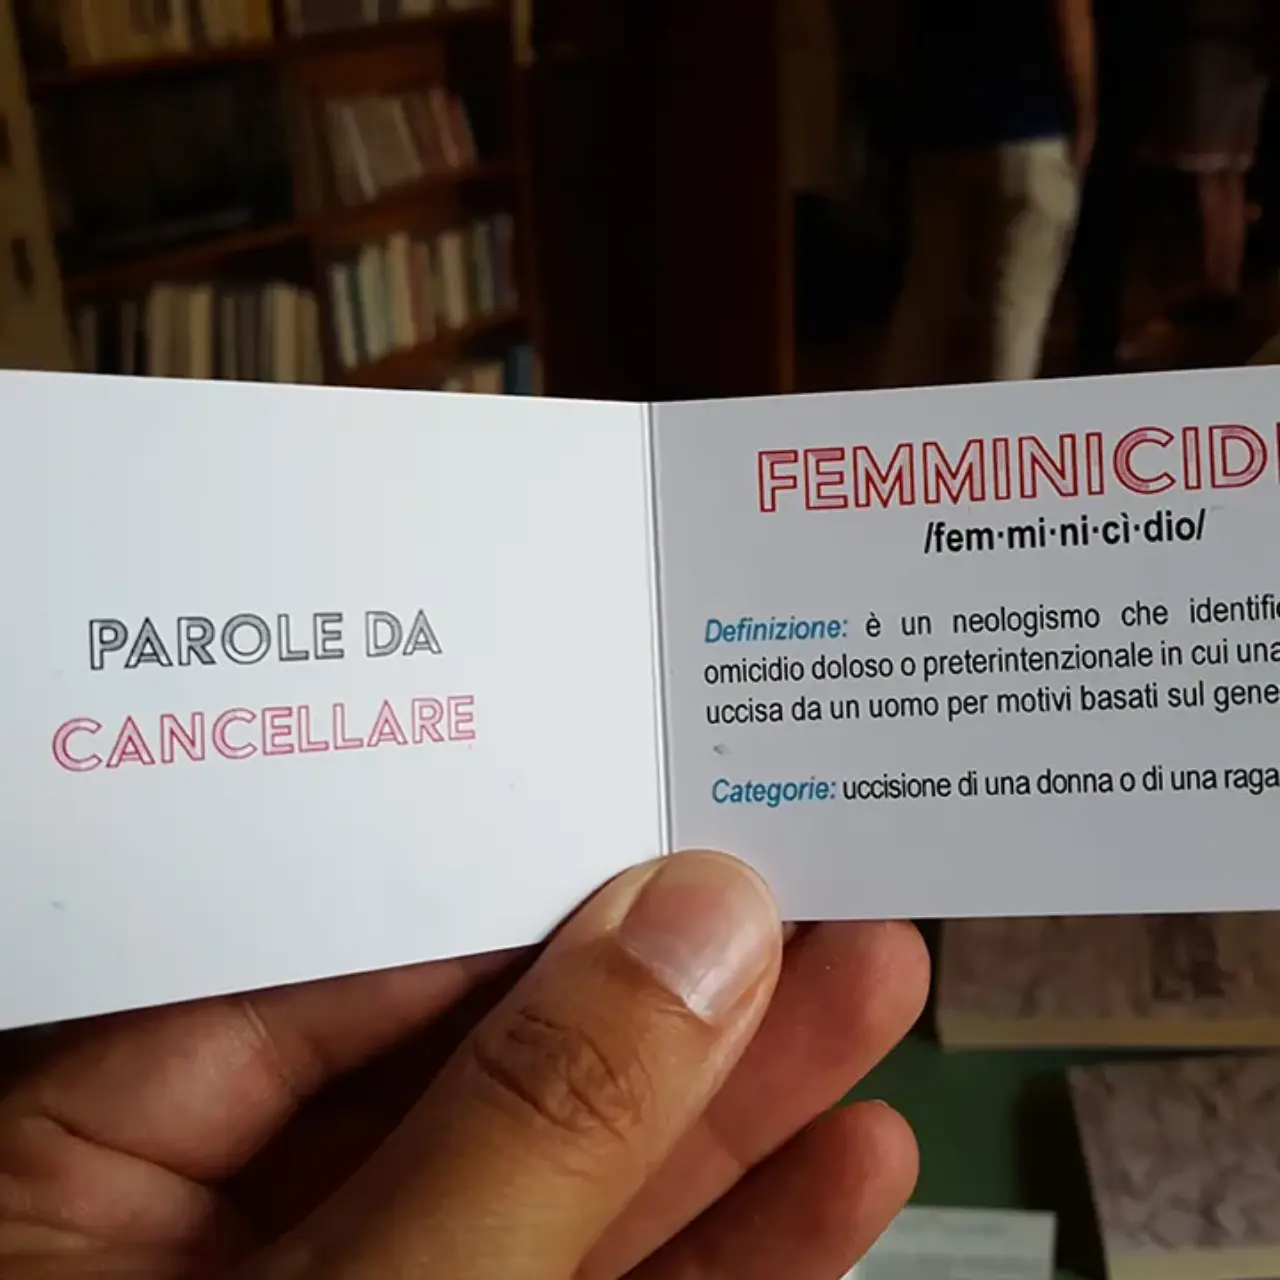 PAROLE DA
CANCELLARE
FEMMINICID
/fem·mi·ni·cì·dio/
Definizione: è un neologismo che identific
omicidio doloso o preterintenzionale in cui una
uccisa da un uomo per motivi basati sul gene
Categorie: uccisione di una donna o di una raga